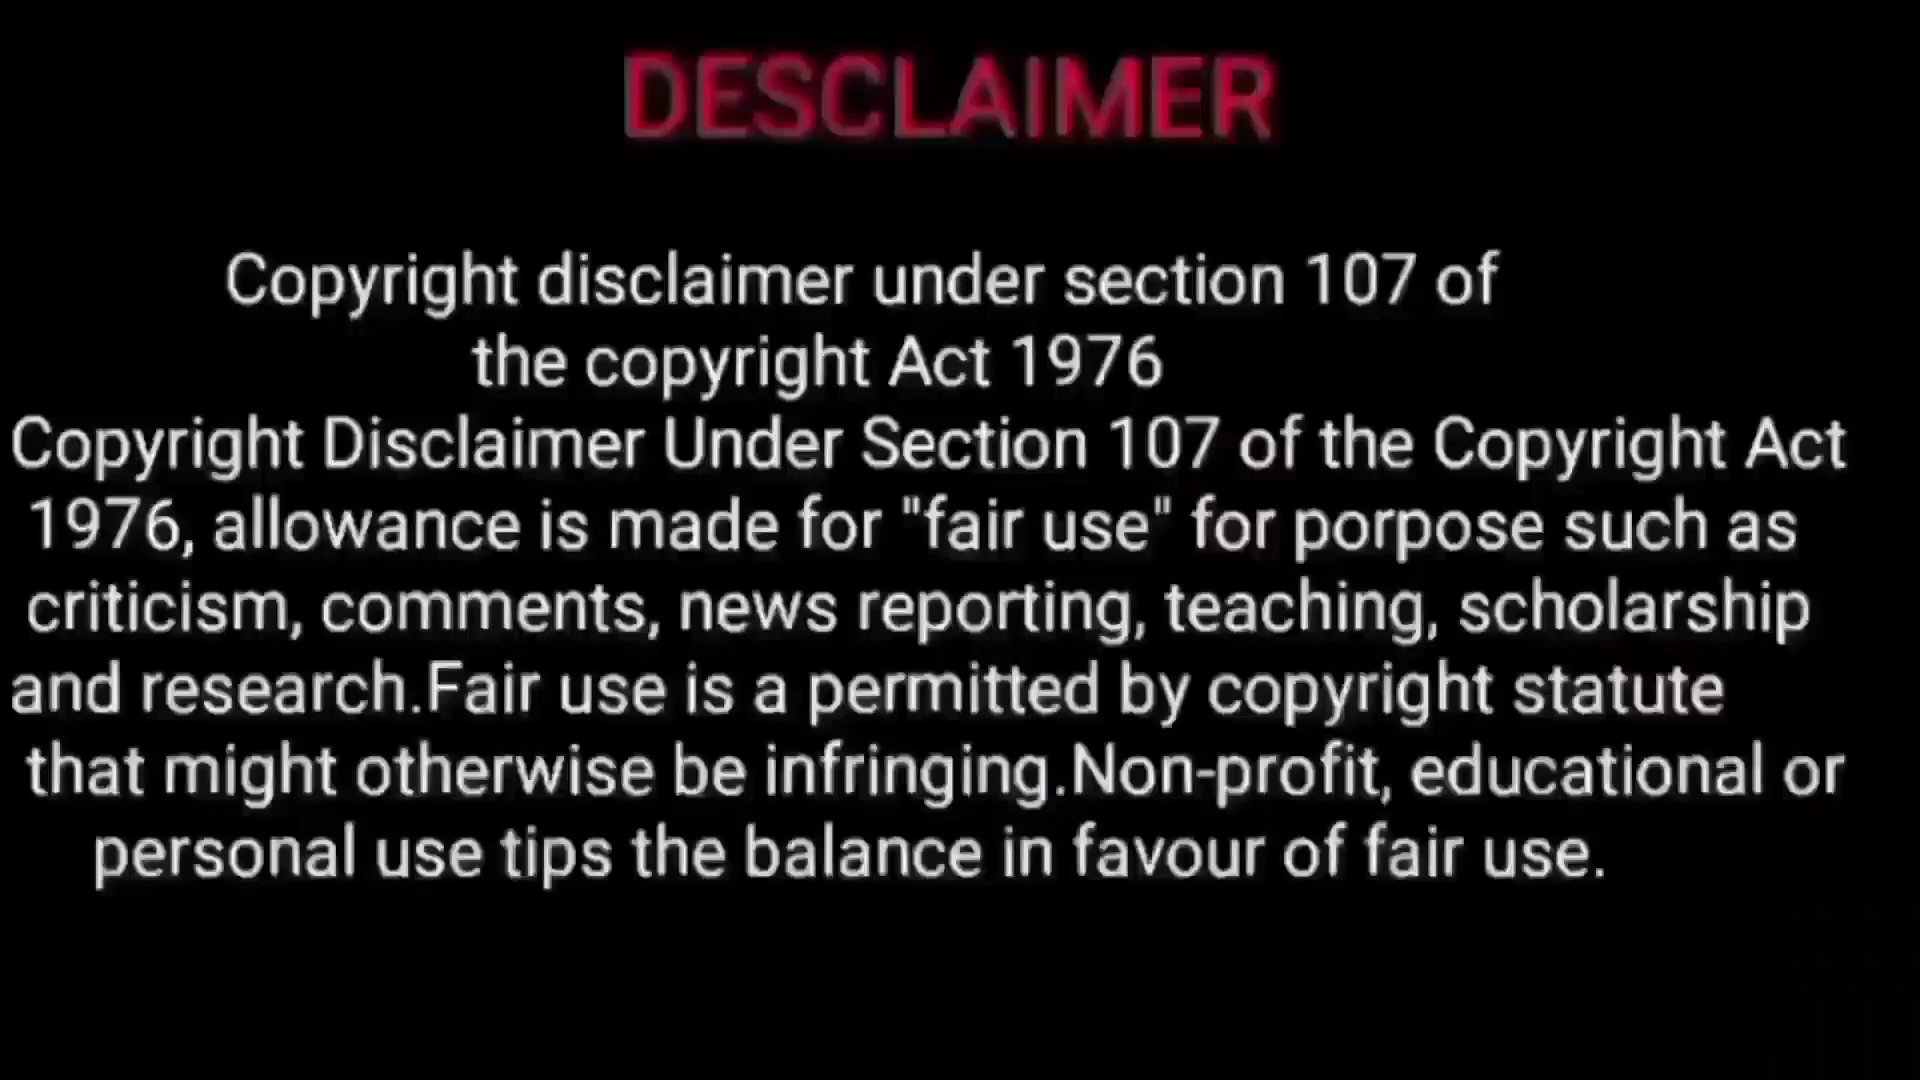 DESCLAIMER
Copyright disclaimer under section 107 of
the copyright Act 1976
Copyright Disclaimer Under Section 107 of the Copyright Act
1976, allowance is made for "fair use" for porpose such as
criticism, comments, news reporting, teaching, scholarship
and research.Fair use is a permitted by copyright statute
that might otherwise be infringing.Non-profit, educational or
personal use tips the balance in favour of fair use.